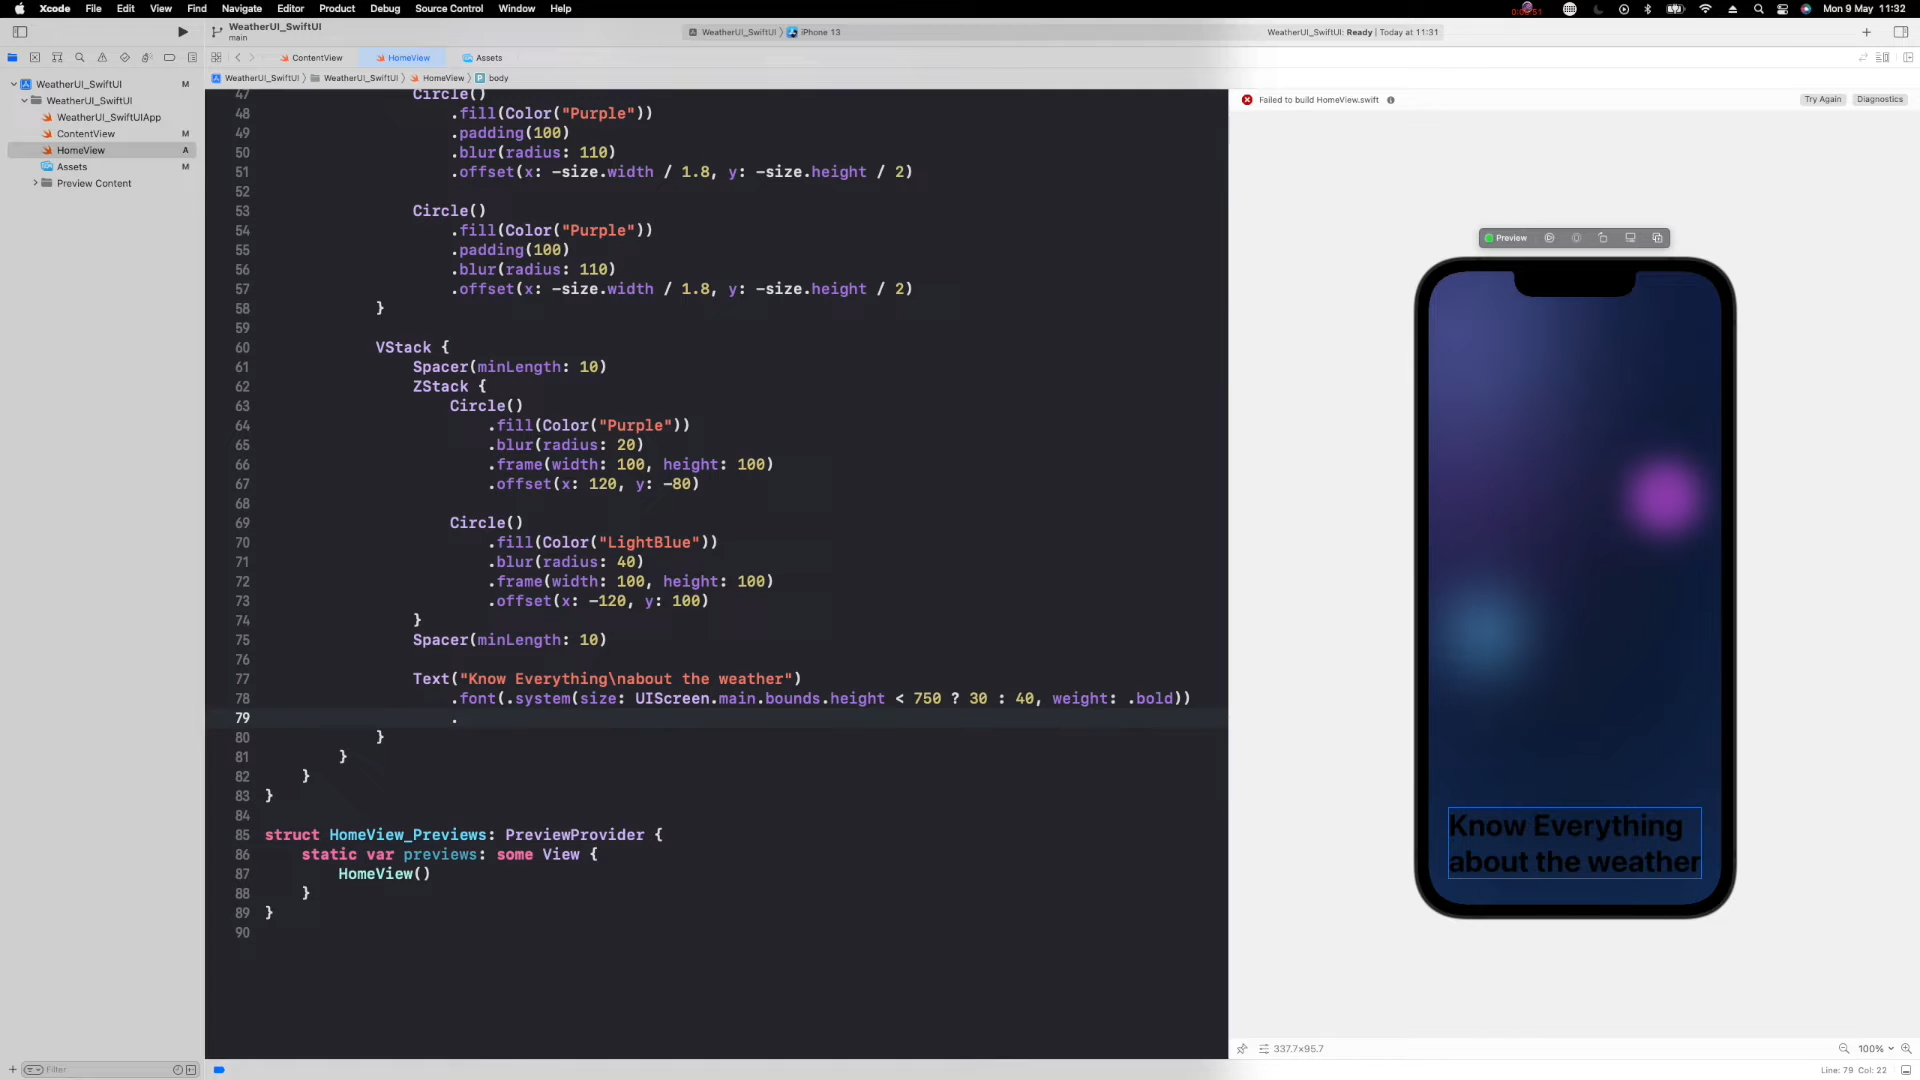 Xcode File Edit View Find Navigate Editor Product Debug Source Control Window Help
Mon 9 May 11:32
WeatherUI_SwiftUI
main
WeatherUI_SwiftUI 〉 iPhone 13
WeatherUI_SwiftUI: Ready | Today at 11:31
ContentView HomeView Assets
WeatherUI_SwiftUI 〉 WeatherUI_SwiftUI 〉 HomeView 〉 P body
WeatherUI_SwiftUI M
WeatherUI_SwiftUI
WeatherUI_SwiftUIApp
ContentView M
HomeView A
Assets M
Preview Content
47 Circle()
48 .fill(Color("Purple"))
49 .padding(100)
50 .blur(radius: 110)
51 .offset(x: -size.width / 1.8, y: -size.height / 2)
52
53 Circle()
54 .fill(Color("Purple"))
55 .padding(100)
56 .blur(radius: 110)
57 .offset(x: -size.width / 1.8, y: -size.height / 2)
58 }
59
60 VStack {
61 Spacer(minLength: 10)
62 ZStack {
63 Circle()
64 .fill(Color("Purple"))
65 .blur(radius: 20)
66 .frame(width: 100, height: 100)
67 .offset(x: 120, y: -80)
68
69 Circle()
70 .fill(Color("LightBlue"))
71 .blur(radius: 40)
72 .frame(width: 100, height: 100)
73 .offset(x: -120, y: 100)
74 }
75 Spacer(minLength: 10)
76
77 Text("Know Everything\nabout the weather")
78 .font(.system(size: UIScreen.main.bounds.height < 750 ? 30 : 40, weight: .bold))
79 .
80 }
81 }
82 }
83 }
84
85 struct HomeView_Previews: PreviewProvider {
86 static var previews: some View {
87 HomeView()
88 }
89 }
90
Failed to build HomeView.swift
Try Again Diagnostics
Preview
Know Everything
about the weather
337.7×95.7
100%
Filter
Line: 79 Col: 22